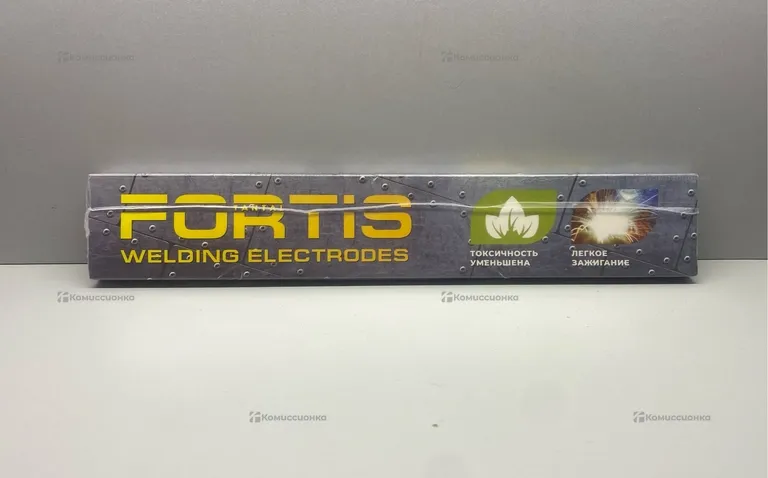 Комиссионка
Комиссионка
FORTIS
WELDING ELECTRODES
ТОКСИЧНОСТЬ
УМЕНЬШЕНА
ЛЕГКОЕ
ЗАЖИГАНИЕ
Комиссионка
Комиссионка
Комиссионка
Комиссионка